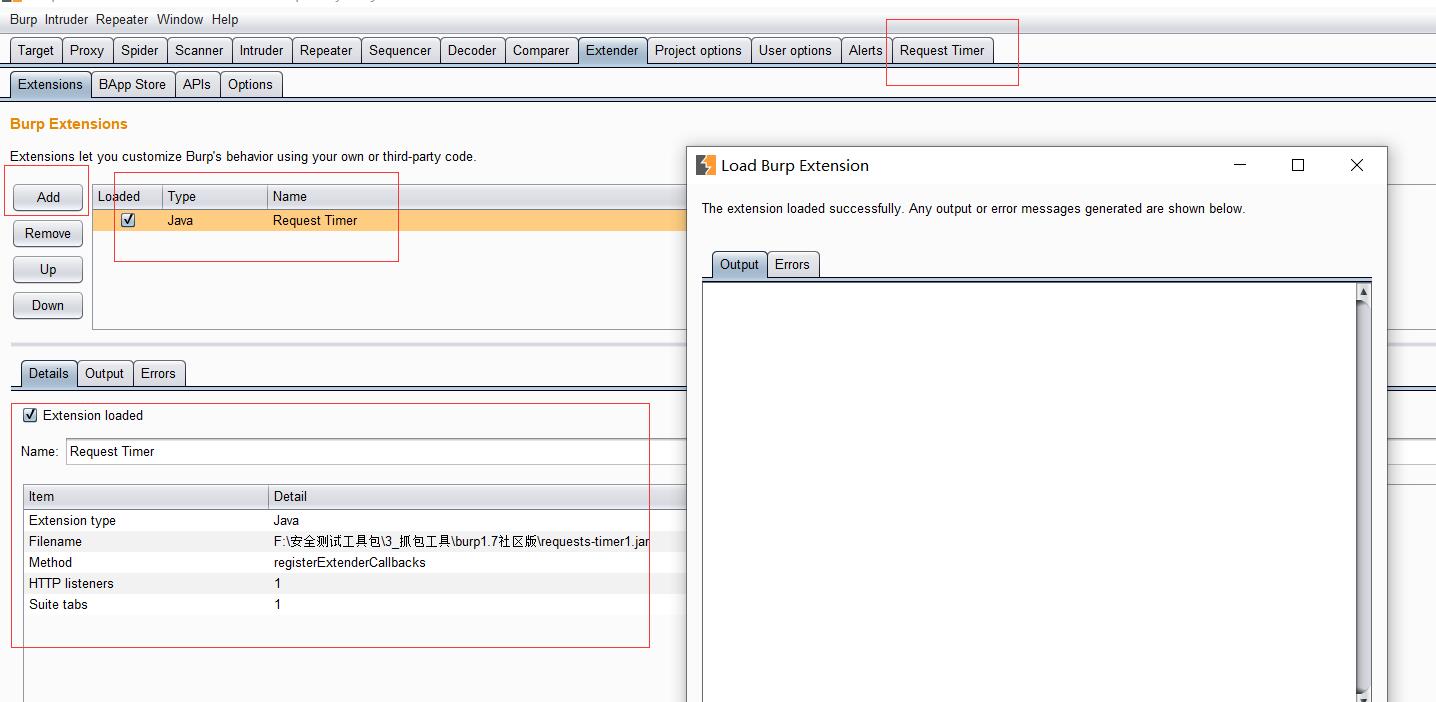 Burp Intruder Repeater Window Help
Target Proxy Spider Scanner Intruder Repeater Sequencer Decoder Comparer Extender Project options User options Alerts Request Timer
Extensions BApp Store APIs Options
Burp Extensions
Extensions let you customize Burp's behavior using your own or third-party code.
Add
Remove
Up
Down
Loaded Type Name
Java Request Timer
Details Output Errors
Extension loaded
Name: Request Timer
Item Detail
Extension type Java
Filename F:\安全测试工具包\3_抓包工具\burp1.7社区版\requests-timer1.jar
Method registerExtenderCallbacks
HTTP listeners 1
Suite tabs 1
Load Burp Extension
The extension loaded successfully. Any output or error messages generated are shown below.
Output Errors